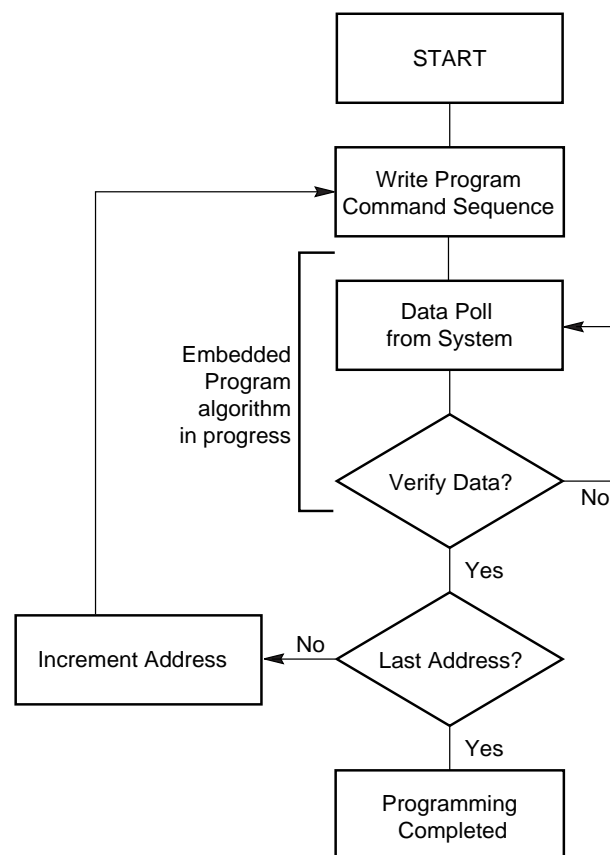 START
Write Program
Command Sequence
Data Poll
from System
Embedded
Program
algorithm
in progress
Verify Data?
No
Yes
Increment Address
No
Last Address?
Yes
Programming
Completed